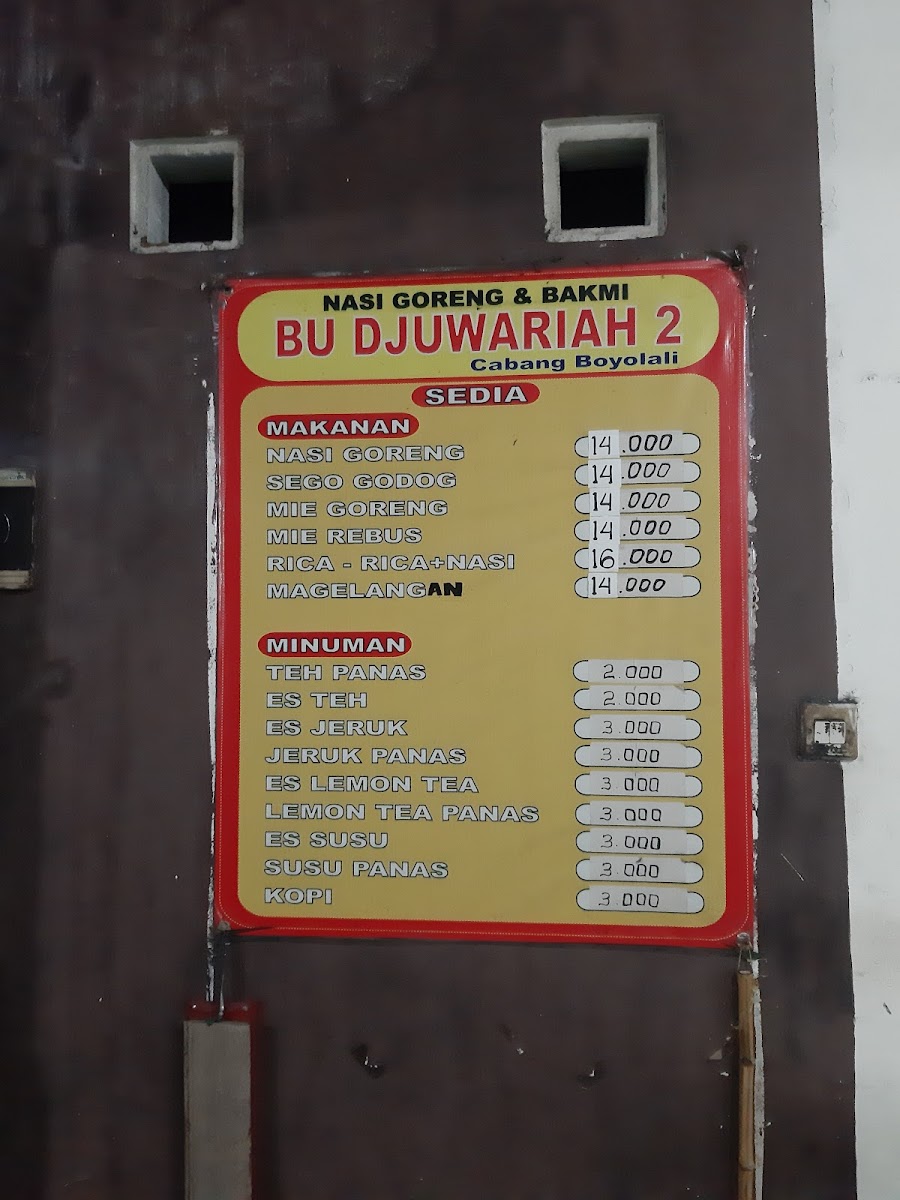 NASI GORENG & BAKMI
BU DJUWARIAH 2
Cabang Boyolali
SEDIA
MAKANAN
NASI GORENG 14.000
SEGO GODOG 14.000
MIE GORENG 14.000
MIE REBUS 14.000
RICA - RICA+NASI 16.000
MAGELANGAN 14.000
MINUMAN
TEH PANAS 2.000
ES TEH 2.000
ES JERUK 3.000
JERUK PANAS 3.000
ES LEMON TEA 3.000
LEMON TEA PANAS 3.000
ES SUSU 3.000
SUSU PANAS 3.000
KOPI 3.000